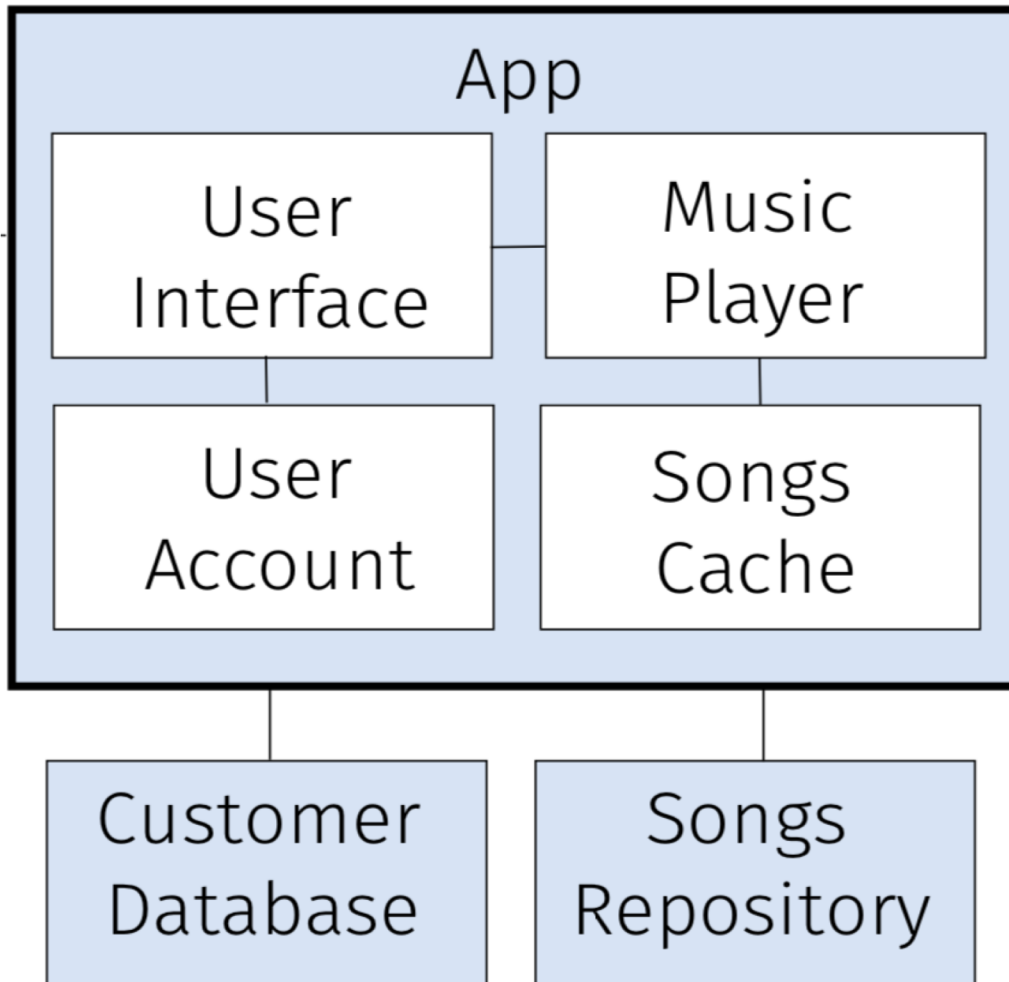 App
User
Interface
Music
Player
User
Account
Songs
Cache
Customer
Database
Songs
Repository